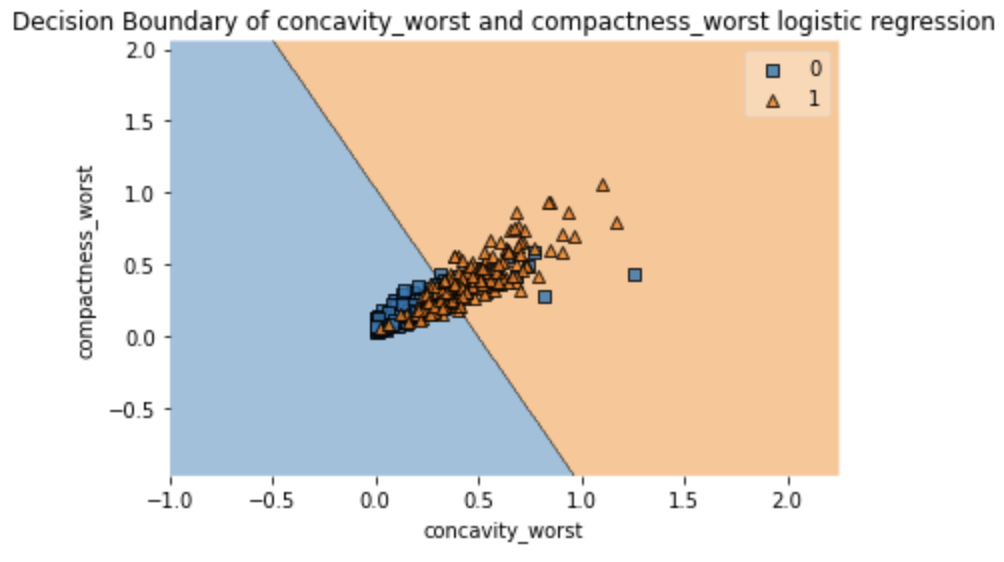 Decision Boundary of concavity_worst and compactness_worst logistic regression
0
1
2.0
1.5
1.0
0.5
0.0
−0.5
compactness_worst
−1.0 −0.5 0.0 0.5 1.0 1.5 2.0
concavity_worst